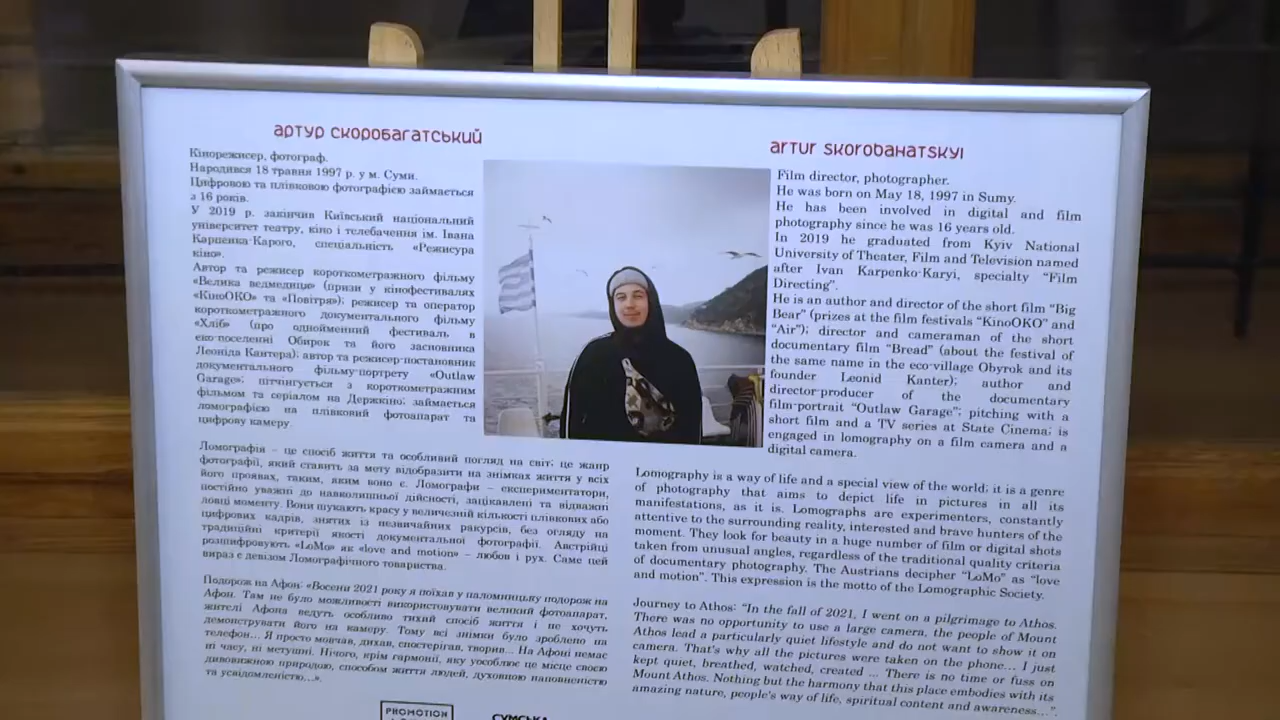 артур скоробагатський
Кінорежисер, фотограф.
Народився 18 травня 1997 р. у м. Суми.
Цифровою та плівковою фотографією займається
з 16 років.
У 2019 р. закінчив Київський національний
університет театру, кіно і телебачення ім. Івана
Карпенка-Карого, спеціальність «Режисура
кіно».
Автор та режисер короткометражного фільму
«Велика ведмедиця» (призи у кінофестивалях
«КіноОКО» та «Повітря»); режисер та оператор
короткометражного документального фільму
«Хліб» (про однойменний фестиваль в
еко-поселенні Обирок та його засновника
Леоніда Кантера); автор та режисер-постановник
документального фільму-портрету «Outlaw
Garage»; пітчингується з короткометражним
фільмом та серіалом на Держкіно; займається
ломографією на плівковий фотоапарат та
цифрову камеру.
Ломографія – це спосіб життя та особливий погляд на світ; це жанр
фотографії, який ставить за мету відобразити на знімках життя у всіх
його проявах, таким, яким воно є. Ломографи – експериментатори,
постійно уважні до навколишньої дійсності, зацікавлені та відважні
ловці моменту. Вони шукають красу у величезній кількості плівкових або
цифрових кадрів, знятих із незвичайних ракурсів, без огляду на
традиційні критерії якості документальної фотографії. Австрійці
розшифровують «LoMo» як «love and motion» – любов і рух. Саме цей
вираз є девізом Ломографічного товариства.
Подорож на Афон: «Восени 2021 року я поїхав у паломницьку подорож на
Афон. Там не було можливості використовувати великий фотоапарат,
жителі Афона ведуть особливо тихий спосіб життя і не хочуть
демонструвати його на камеру. Тому всі знімки було зроблено на
телефон... Я просто мовчав, дихав, спостерігав, творив... На Афоні немає
ні часу, ні метушні. Нічого, крім гармонії, яку уособлює це місце своєю
дивовижною природою, способом життя людей, духовною наповненістю
та усвідомленістю...».
artur skorobahatskyi
Film director, photographer.
He was born on May 18, 1997 in Sumy.
He has been involved in digital and film
photography since he was 16 years old.
In 2019 he graduated from Kyiv National
University of Theater, Film and Television named
after Ivan Karpenko-Karyi, specialty “Film
Directing”.
He is an author and director of the short film “Big
Bear” (prizes at the film festivals “KinoOKO” and
“Air”); director and cameraman of the short
documentary film “Bread” (about the festival of
the same name in the eco-village Obyrok and its
founder Leonid Kanter); author and
director-producer of the documentary
film-portrait “Outlaw Garage”; pitching with a
short film and a TV series at State Cinema; is
engaged in lomography on a film camera and a
digital camera.
Lomography is a way of life and a special view of the world; it is a genre
of photography that aims to depict life in pictures in all its
manifestations, as it is. Lomographs are experimenters, constantly
attentive to the surrounding reality, interested and brave hunters of the
moment. They look for beauty in a huge number of film or digital shots
taken from unusual angles, regardless of the traditional quality criteria
of documentary photography. The Austrians decipher “LoMo” as “love
and motion”. This expression is the motto of the Lomographic Society.
Journey to Athos: “In the fall of 2021, I went on a pilgrimage to Athos.
There was no opportunity to use a large camera, the people of Mount
Athos lead a particularly quiet lifestyle and do not want to show it on
camera. That's why all the pictures were taken on the phone... I just
kept quiet, breathed, watched, created ... There is no time or fuss on
Mount Athos. Nothing but the harmony that this place embodies with its
amazing nature, people's way of life, spiritual content and awareness...”.
PROMOTION
СУМСЬКА